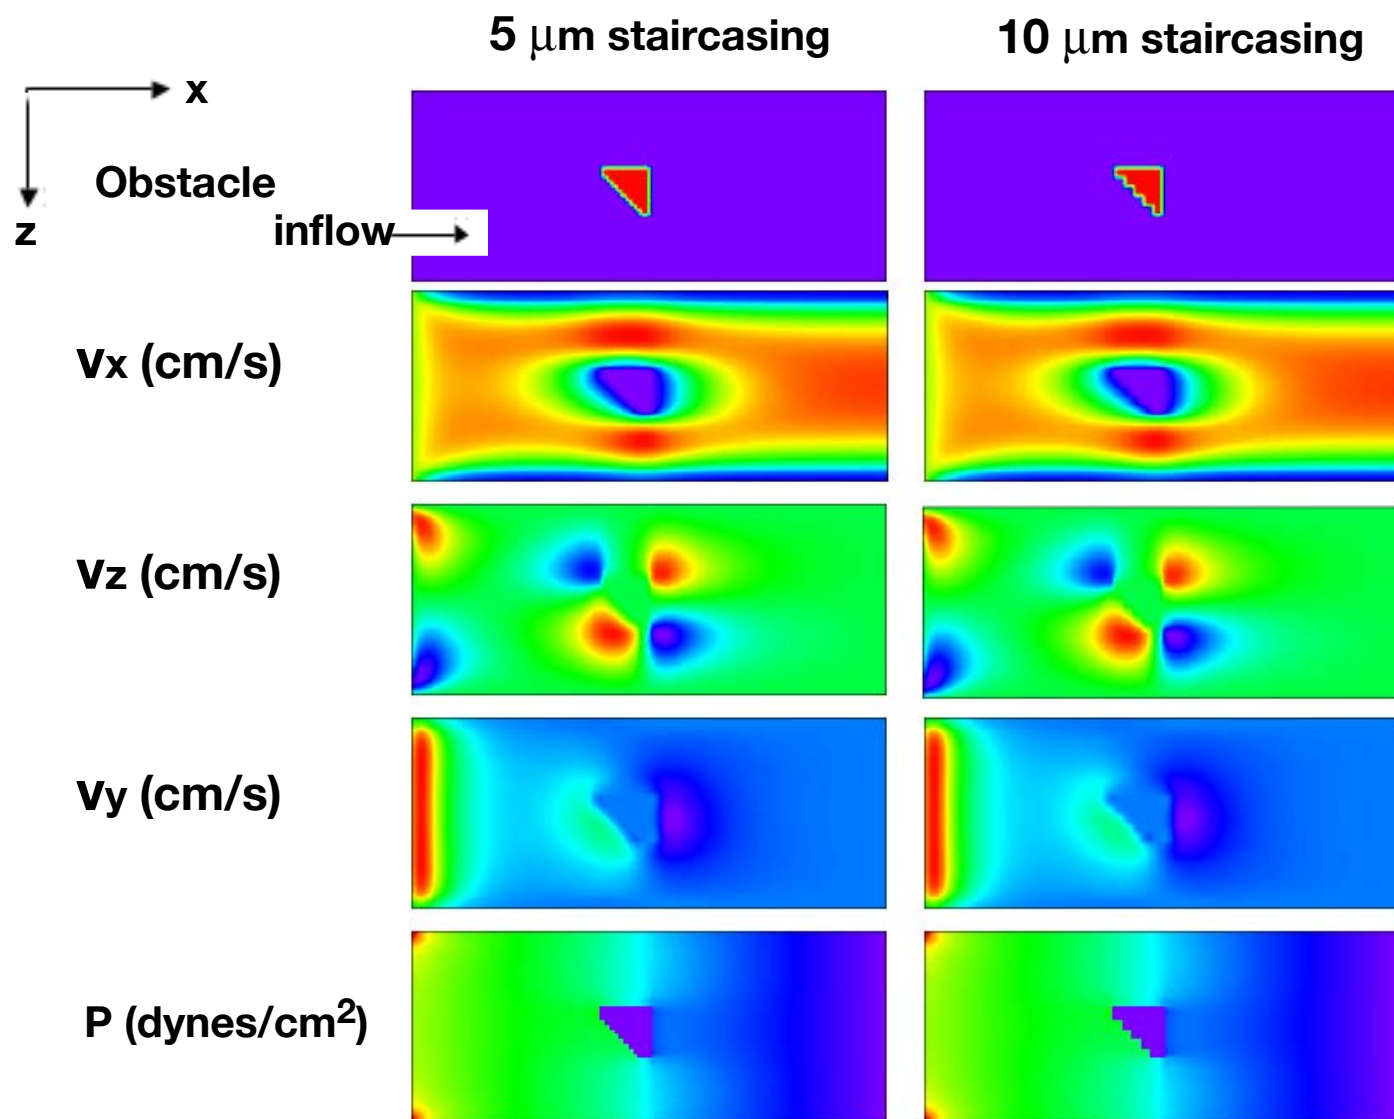 5 μm staircasing
10 μm staircasing
x
Obstacle
z
inflow
vx (cm/s)
vz (cm/s)
vy (cm/s)
P (dynes/cm²)